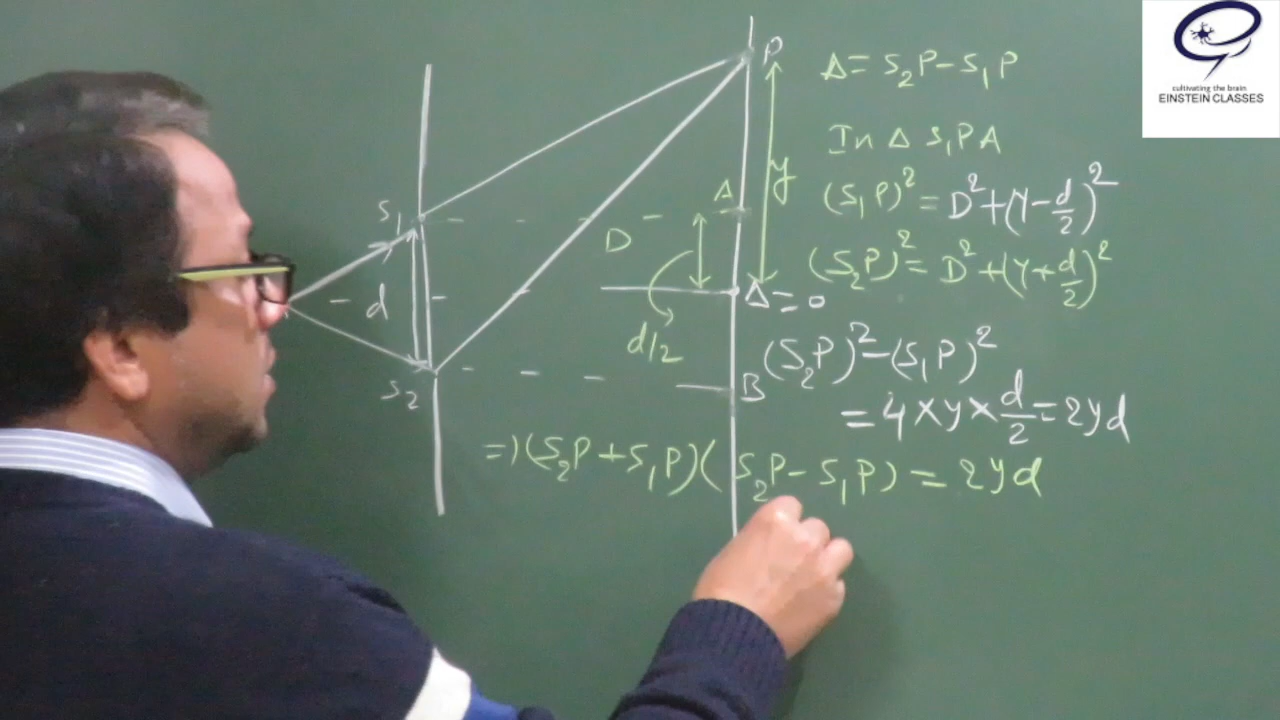 P
Δ= S₂P-S₁P
In Δ S₁PA
(S₁P)²= D²+(Y-d/2)²
(S₂P)²= D²+(Y+d/2)²
(S₂P)²-(S₁P)²
=4×y×d/2=2yd
=)(S₂P+S₁P)(S₂P-S₁P)=2yd
S₁
A
y
D
d
Δ=0
d/2
S₂
B
cultivating the brain
EINSTEIN CLASSES